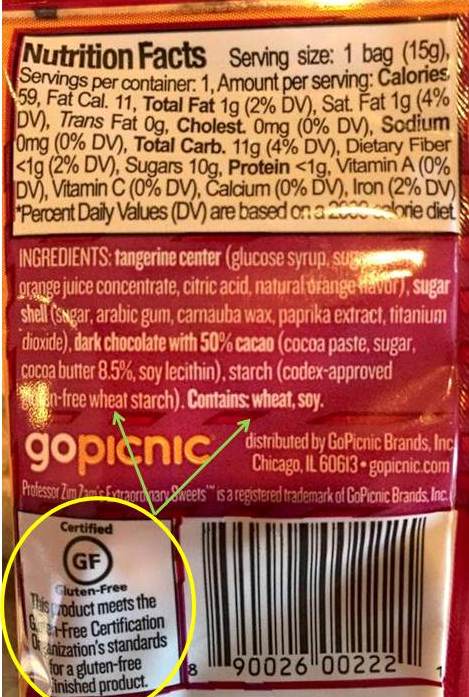 Nutrition Facts Serving size: 1 bag (15g),
Servings per container: 1, Amount per serving: Calories
59, Fat Cal. 11, Total Fat 1g (2% DV), Sat. Fat 1g (4%
DV), Trans Fat 0g, Cholest. 0mg (0% DV), Sodium
0mg (0% DV), Total Carb. 11g (4% DV), Dietary Fiber
<1g (2% DV), Sugars 10g, Protein <1g, Vitamin A (0%
DV), Vitamin C (0% DV), Calcium (0% DV), Iron (2% DV)
*Percent Daily Values (DV) are based on a 2000 calorie diet
INGREDIENTS: tangerine center (glucose syrup,
orange juice concentrate, citric acid, natural orange flavor), sugar
shell (sugar, arabic gum, carnauba wax, paprika extract, titanium
dioxide), dark chocolate with 50% cacao (cocoa paste, sugar,
cocoa butter 8.5%, soy lecithin), starch (codex-approved
gluten-free wheat starch). Contains: wheat, soy.
gopicnic
distributed by GoPicnic Brands, Inc
Chicago, IL 60613 • gopicnic.com
Professor Zim Zam's Extraordinary Sweets™ is a registered trademark of GoPicnic Brands, Inc.
Certified
GF
Gluten-Free
This product meets the
Gluten-Free Certification
Organization's standards
for a gluten-free
finished product.
8 90026 00222 1